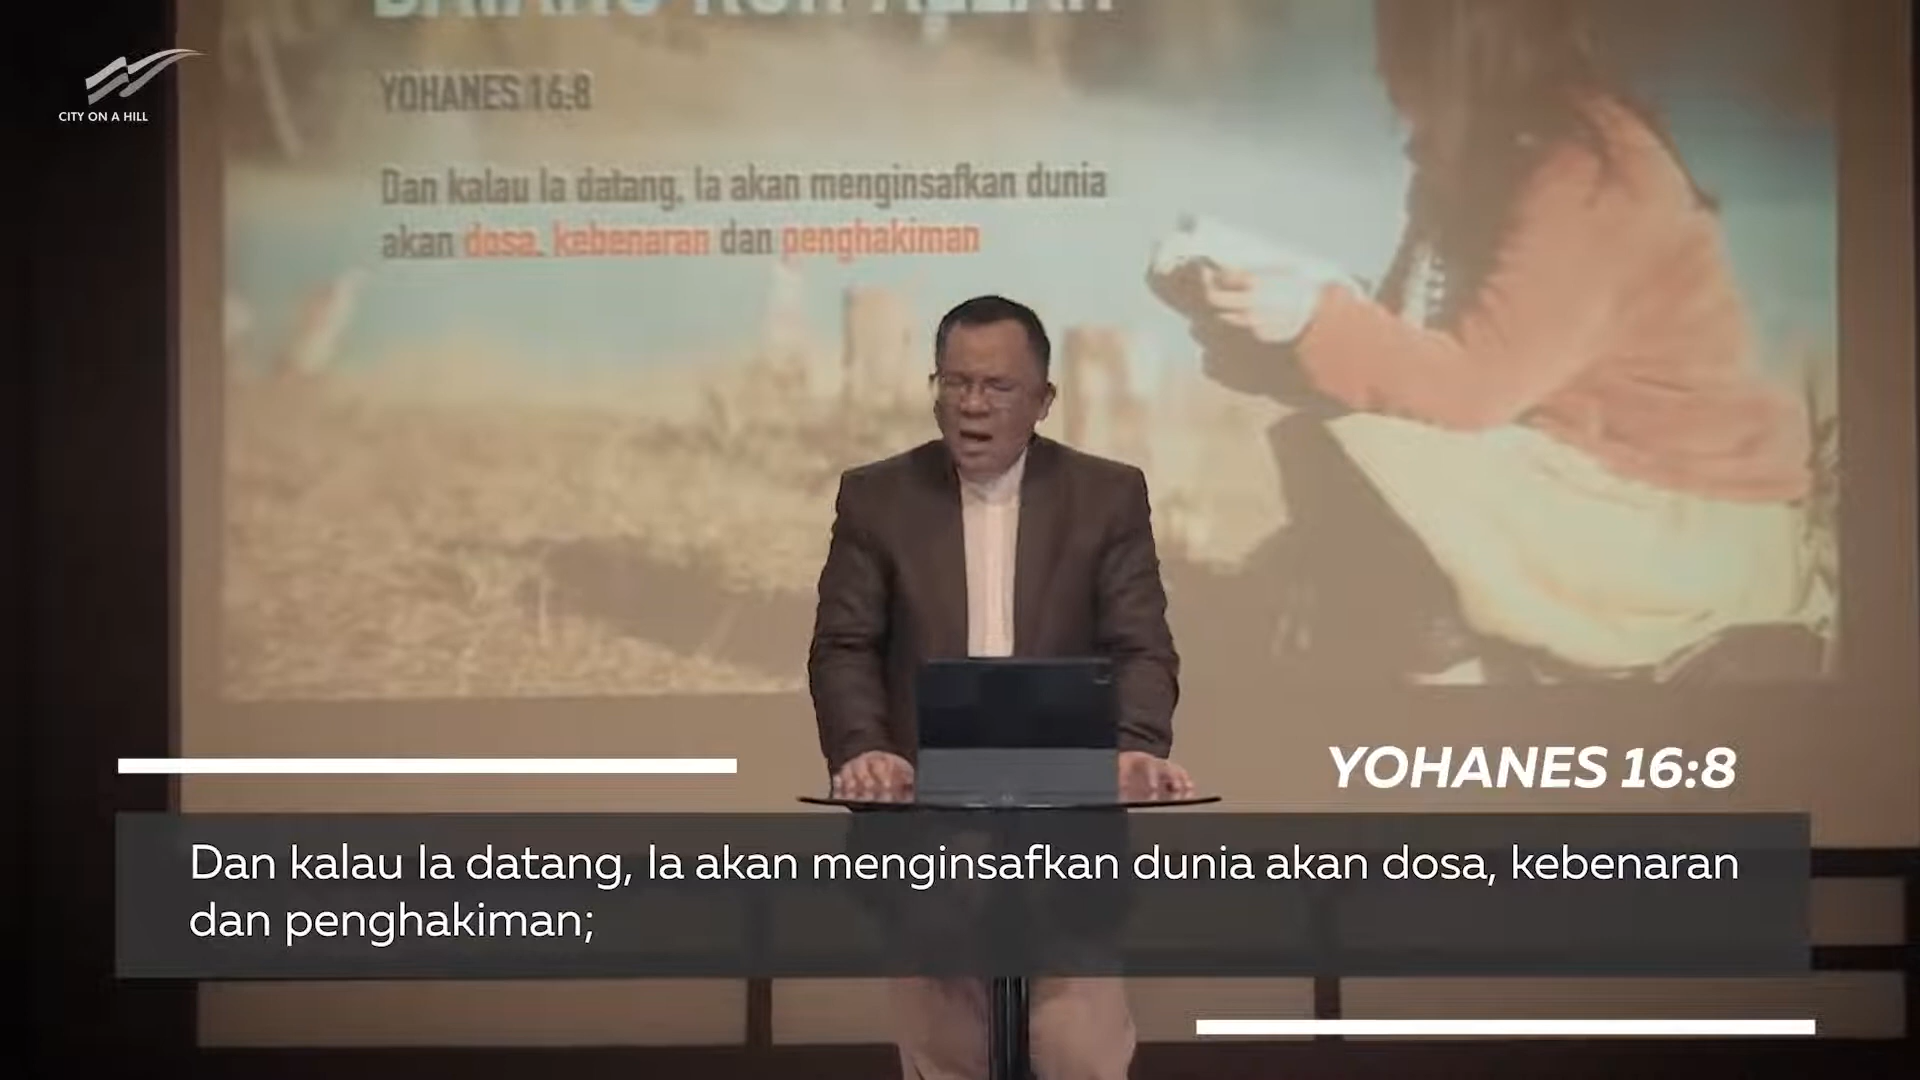 CITY ON A HILL
YOHANES 16:8
Dan kalau Ia datang, Ia akan menginsafkan dunia
akan dosa, kebenaran dan penghakiman
YOHANES 16:8
Dan kalau Ia datang, Ia akan menginsafkan dunia akan dosa, kebenaran
dan penghakiman;